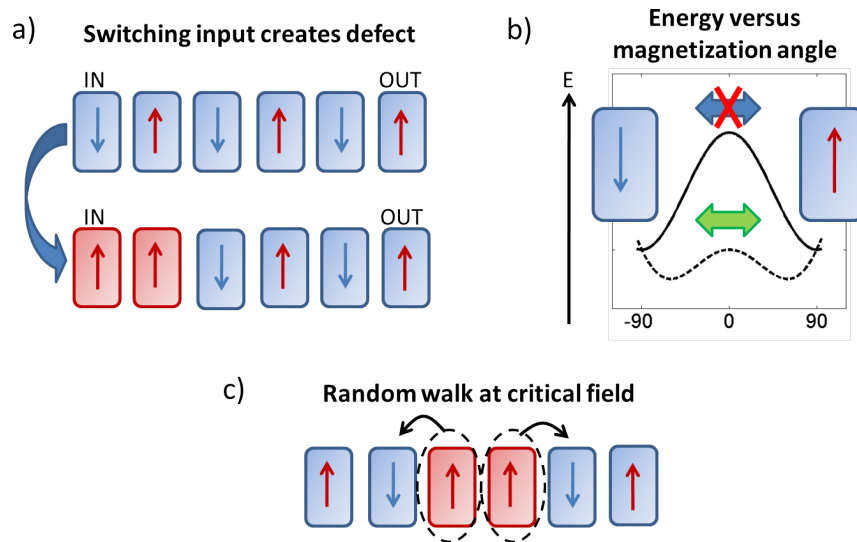 a)
Switching input creates defect
IN
OUT
IN
OUT
b)
Energy versus
magnetization angle
E
-90
0
90
c)
Random walk at critical field